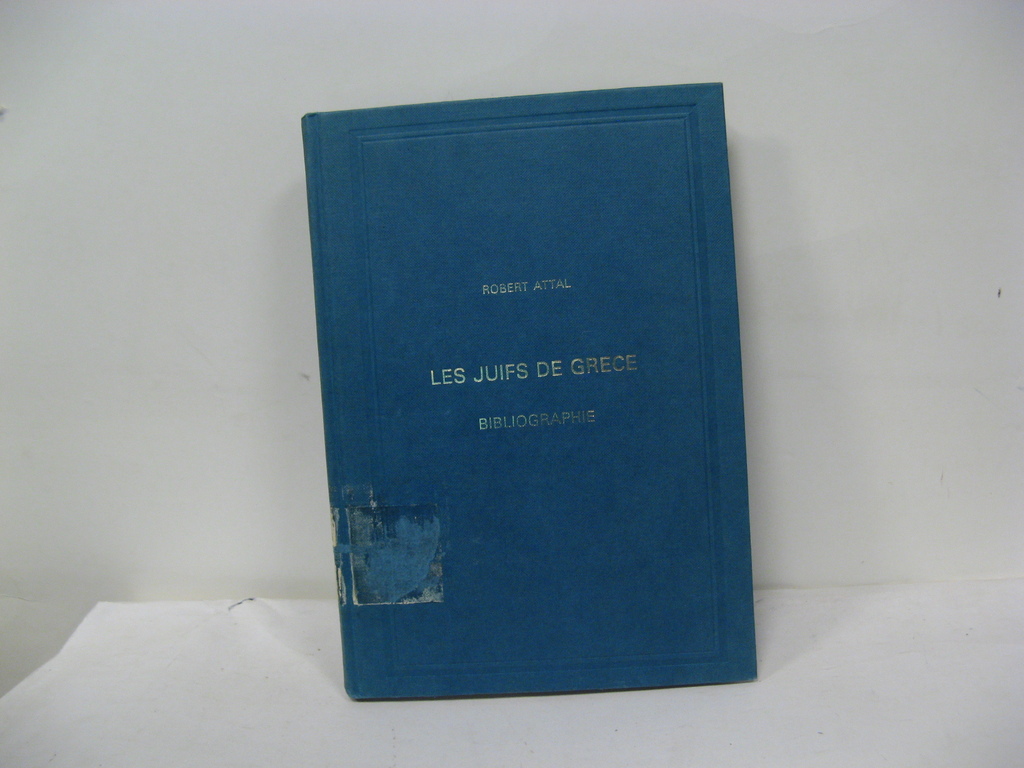 ROBERT ATTAL
LES JUIFS DE GRECE
BIBLIOGRAPHIE